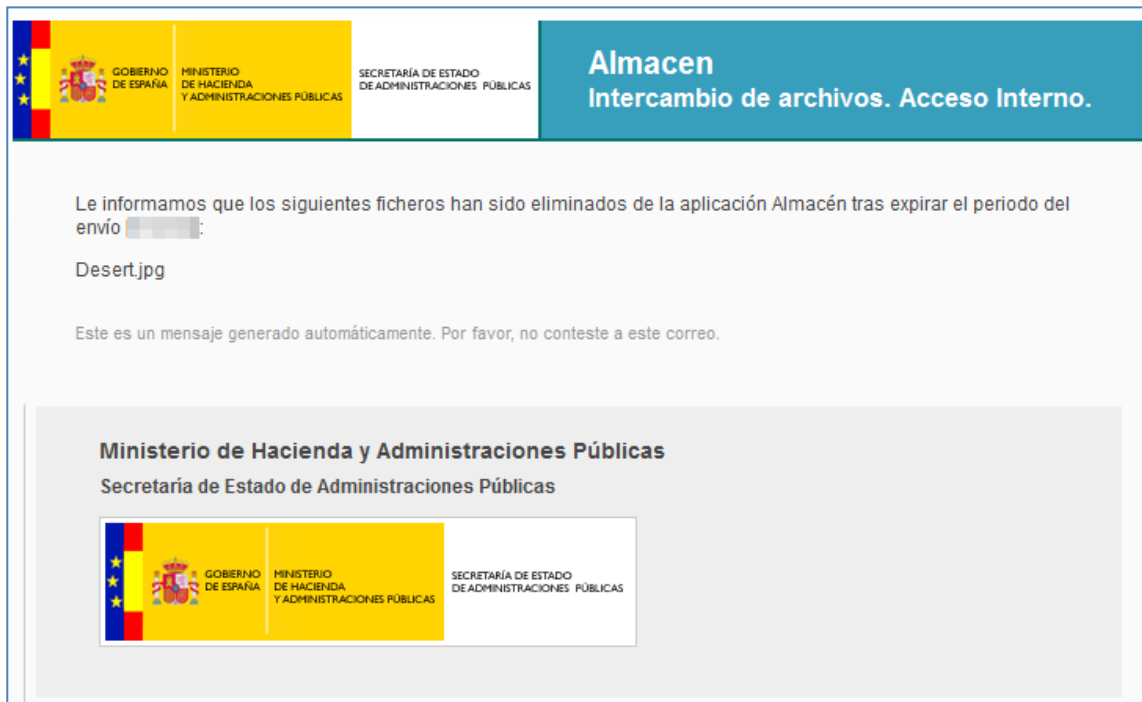 GOBIERNO
DE ESPAÑA
MINISTERIO
DE HACIENDA
Y ADMINISTRACIONES PÚBLICAS
SECRETARÍA DE ESTADO
DE ADMINISTRACIONES PÚBLICAS
Almacen
Intercambio de archivos. Acceso Interno.
Le informamos que los siguientes ficheros han sido eliminados de la aplicación Almacén tras expirar el periodo del
envío :
Desert.jpg
Este es un mensaje generado automáticamente. Por favor, no conteste a este correo.
Ministerio de Hacienda y Administraciones Públicas
Secretaría de Estado de Administraciones Públicas
GOBIERNO
DE ESPAÑA
MINISTERIO
DE HACIENDA
Y ADMINISTRACIONES PÚBLICAS
SECRETARÍA DE ESTADO
DE ADMINISTRACIONES PÚBLICAS